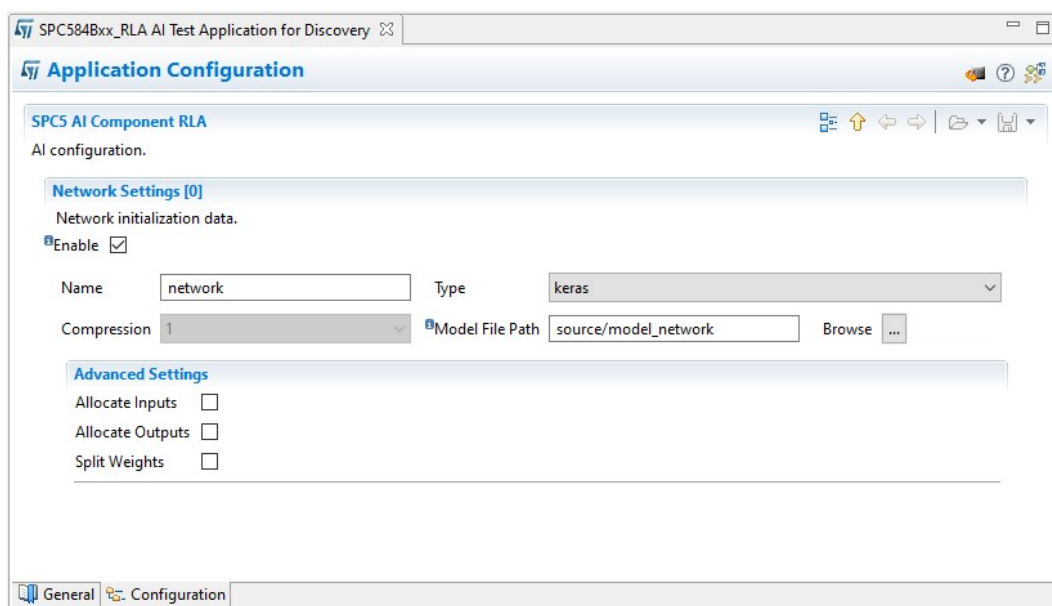 SPC584Bxx_RLA AI Test Application for Discovery
Application Configuration
SPC5 AI Component RLA
AI configuration.
Network Settings [0]
Network initialization data.
Enable
Name network Type keras
Compression 1 Model File Path source/model_network Browse ...
Advanced Settings
Allocate Inputs
Allocate Outputs
Split Weights
General Configuration